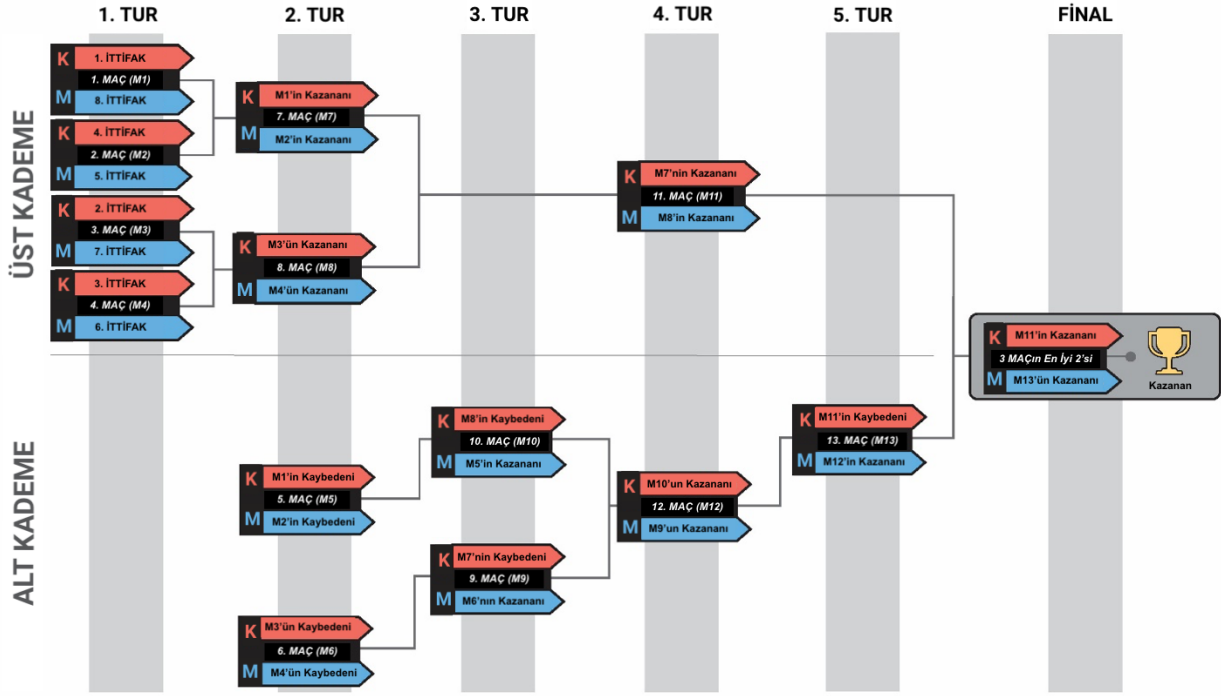 1. TUR
2. TUR
3. TUR
4. TUR
5. TUR
FİNAL
ÜST KADEME
K
1. İTTİFAK
1. MAÇ (M1)
M
8. İTTİFAK
K
4. İTTİFAK
2. MAÇ (M2)
M
5. İTTİFAK
K
2. İTTİFAK
3. MAÇ (M3)
M
7. İTTİFAK
K
3. İTTİFAK
4. MAÇ (M4)
M
6. İTTİFAK
K
M1'in Kazananı
7. MAÇ (M7)
M
M2'in Kazananı
K
M3'ün Kazananı
8. MAÇ (M8)
M
M4'ün Kazananı
K
M7'nin Kazananı
11. MAÇ (M11)
M
M8'in Kazananı
K
M11'in Kazananı
3 MAÇın En İyi 2'si
M
M13'ün Kazananı
Kazanan
ALT KADEME
K
M1'in Kaybedeni
5. MAÇ (M5)
M
M2'in Kaybedeni
K
M3'ün Kaybedeni
6. MAÇ (M6)
M
M4'ün Kaybedeni
K
M8'in Kaybedeni
10. MAÇ (M10)
M
M5'in Kazananı
K
M7'nin Kaybedeni
9. MAÇ (M9)
M
M6'nın Kazananı
K
M10'un Kazananı
12. MAÇ (M12)
M
M9'un Kazananı
K
M11'in Kaybedeni
13. MAÇ (M13)
M
M12'in Kazananı